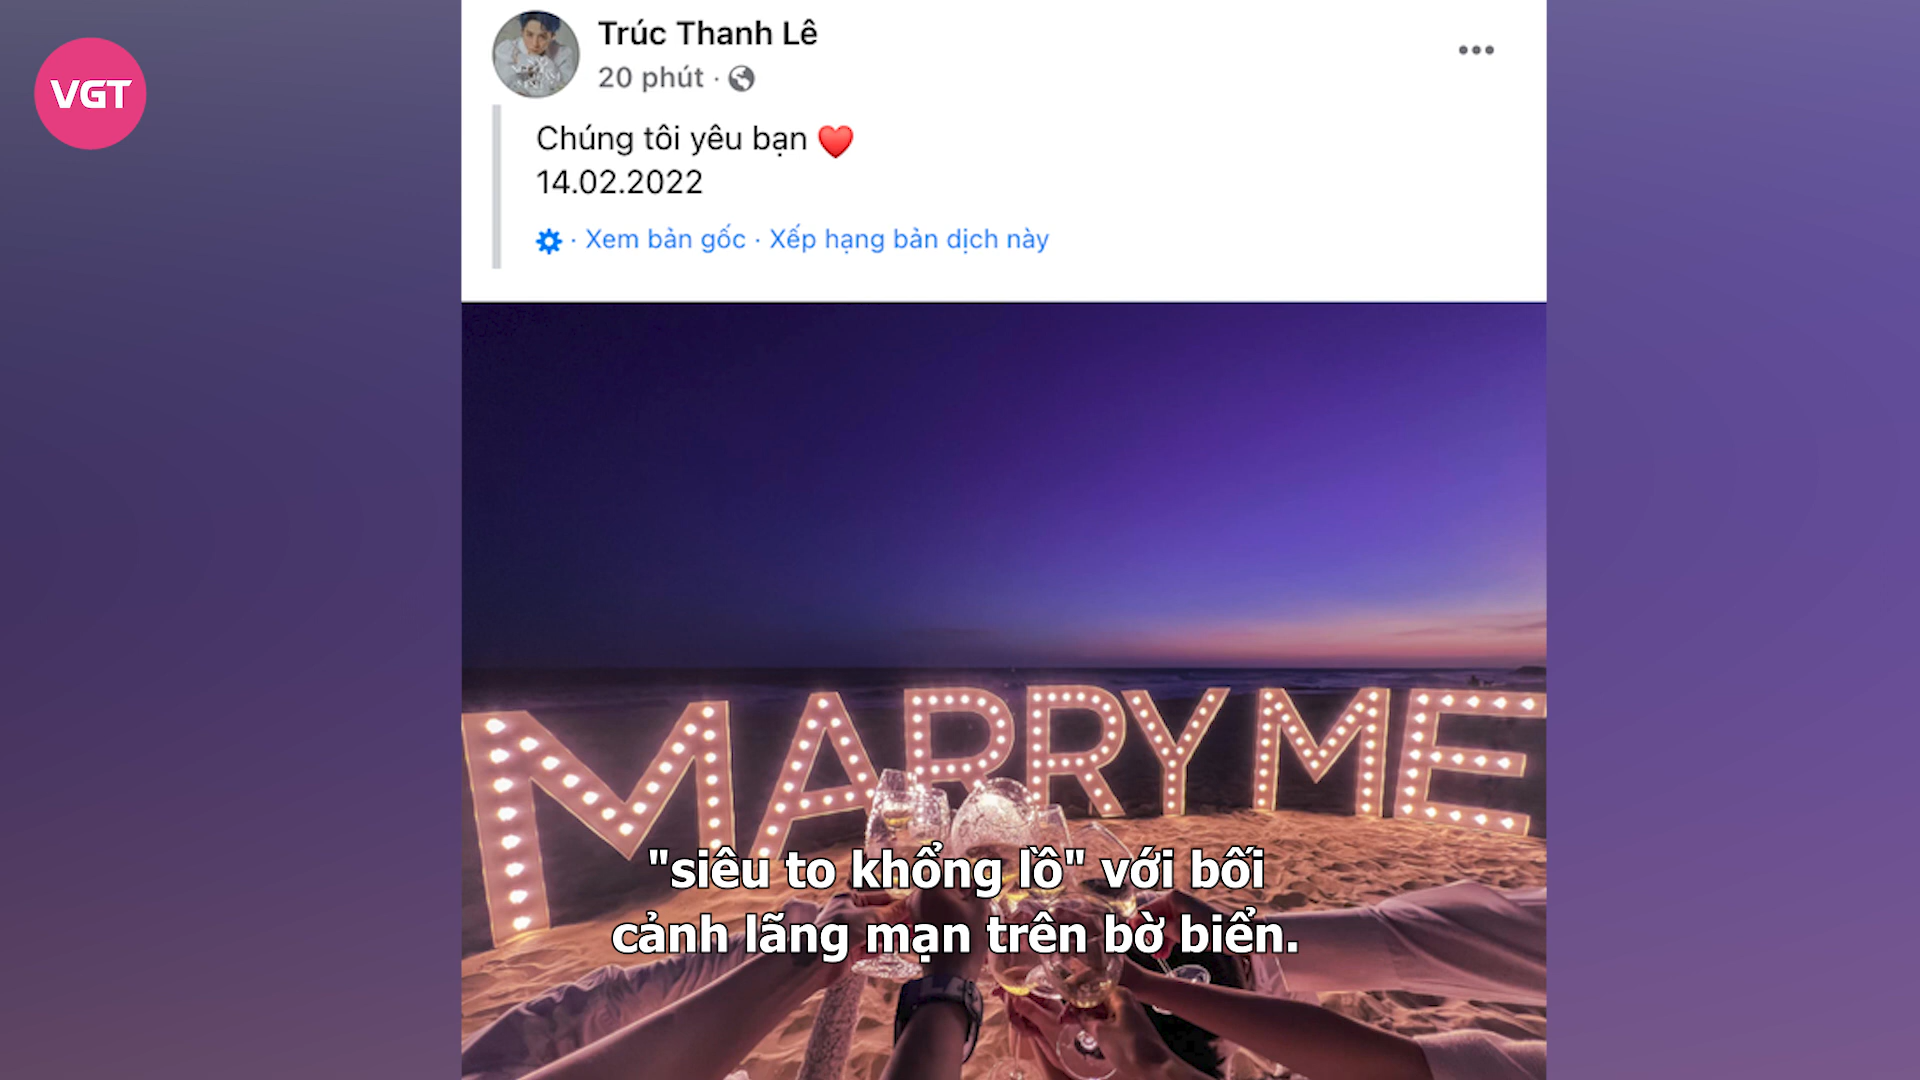 VGT
Trúc Thanh Lê
20 phút ·
Chúng tôi yêu bạn ❤️
14.02.2022
· Xem bản gốc · Xếp hạng bản dịch này
MARRY ME
"siêu to khổng lồ" với bối
cảnh lãng mạn trên bờ biển.